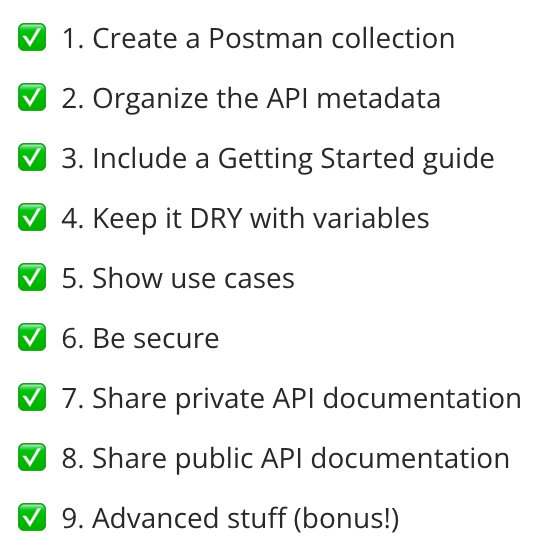 ✅ 1. Create a Postman collection
✅ 2. Organize the API metadata
✅ 3. Include a Getting Started guide
✅ 4. Keep it DRY with variables
✅ 5. Show use cases
✅ 6. Be secure
✅ 7. Share private API documentation
✅ 8. Share public API documentation
✅ 9. Advanced stuff (bonus!)